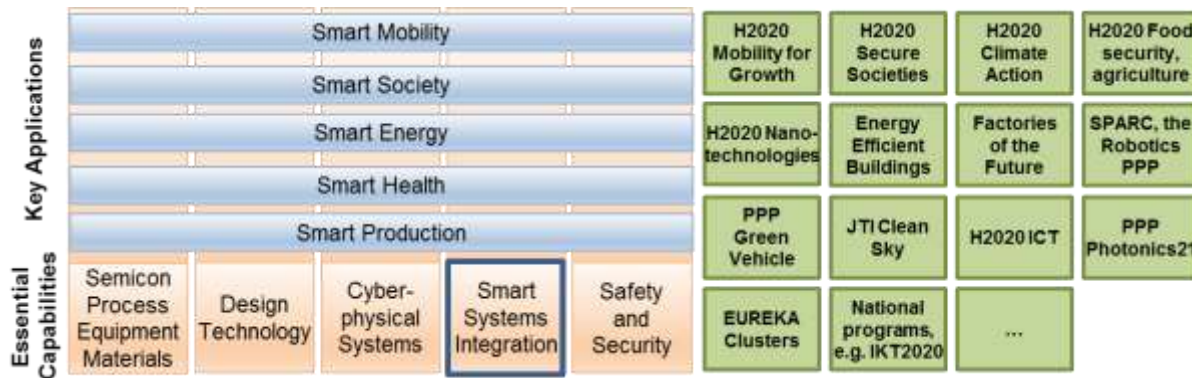 Key Applications
Smart Mobility
Smart Society
Smart Energy
Smart Health
Smart Production
Essential
Capabilities
Semicon
Process
Equipment
Materials
Design
Technology
Cyber-
physical
Systems
Smart
Systems
Integration
Safety
and
Security
H2020
Mobility for
Growth
H2020
Secure
Societies
H2020
Climate
Action
H2020 Food
security,
agriculture
H2020 Nano-
technologies
Energy
Efficient
Buildings
Factories
of the
Future
SPARC, the
Robotics
PPP
PPP
Green
Vehicle
JTI Clean
Sky
H2020 ICT
PPP
Photonics21
EUREKA
Clusters
National
programs,
e.g. IKT2020
...